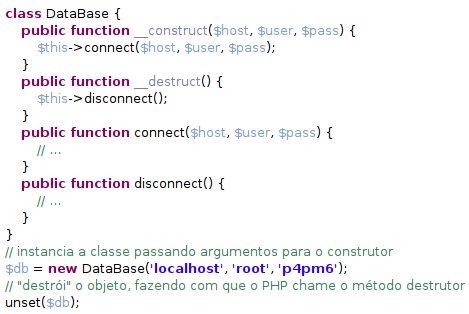 class DataBase {
public function __construct($host, $user, $pass) {
$this->connect($host, $user, $pass);
}
public function __destruct() {
$this->disconnect();
}
public function connect($host, $user, $pass) {
// ...
}
public function disconnect() {
// ...
}
}
// instancia a classe passando argumentos para o construtor
$db = new DataBase('localhost', 'root', 'p4pm6');
// "destrói" o objeto, fazendo com que o PHP chame o método destrutor
unset($db);